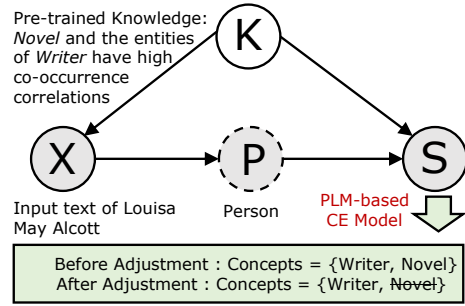 Pre-trained Knowledge:
Novel and the entities
of Writer have high
co-occurrence
correlations
K
X
P
S
Input text of Louisa
May Alcott
Person
PLM-based
CE Model
Before Adjustment : Concepts = {Writer, Novel}
After Adjustment : Concepts = {Writer, Novel}